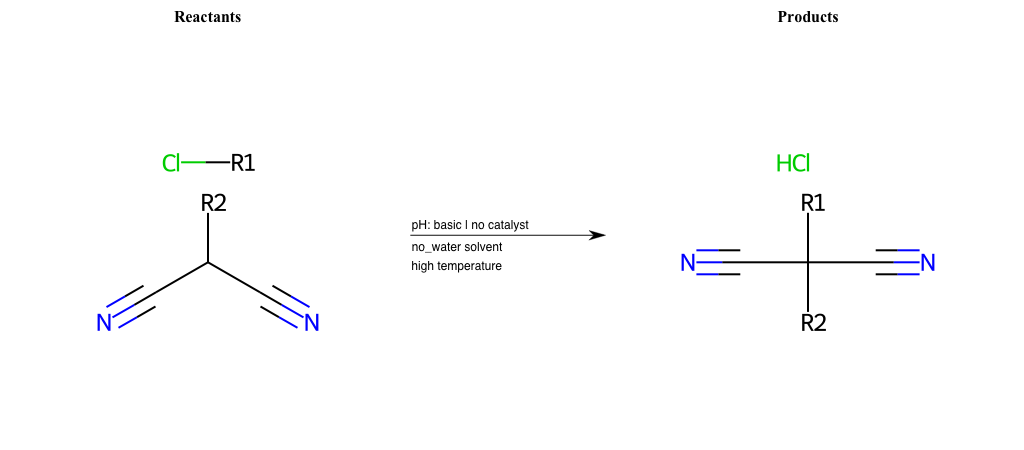 Reactants
Products
Cl R1
HCl
R2
R1
pH: basic | no catalyst
no_water solvent
high temperature
N N
N N
R2